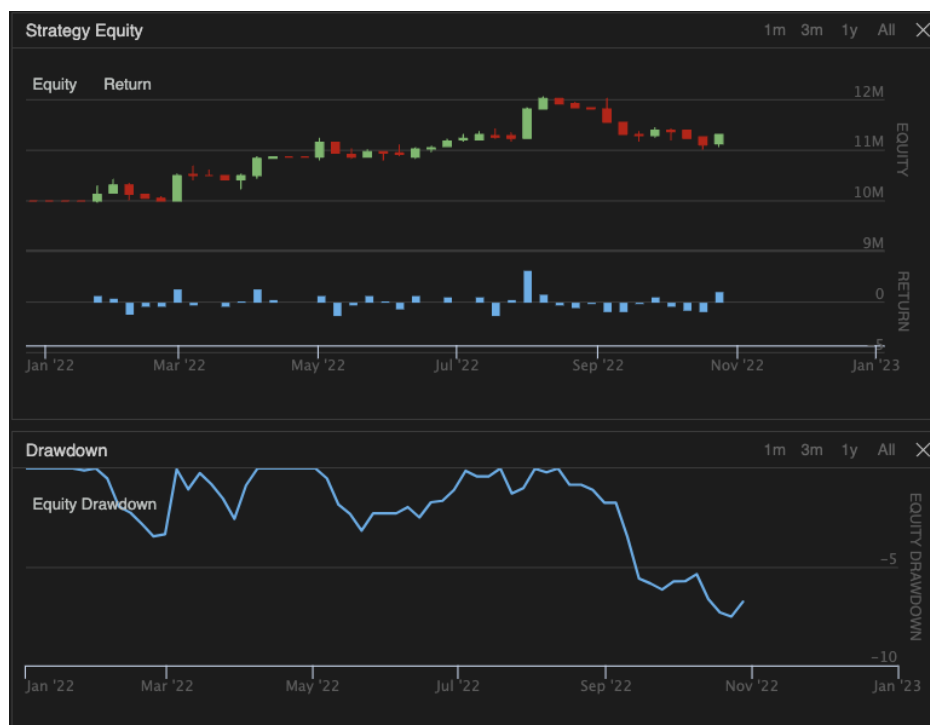 Strategy Equity
1m 3m 1y All
Equity Return
12M
11M
10M
9M
EQUITY
0
-5
RETURN
Jan '22 Mar '22 May '22 Jul '22 Sep '22 Nov '22 Jan '23
Drawdown
1m 3m 1y All
Equity Drawdown
-5
-10
EQUITY DRAWDOWN
Jan '22 Mar '22 May '22 Jul '22 Sep '22 Nov '22 Jan '23